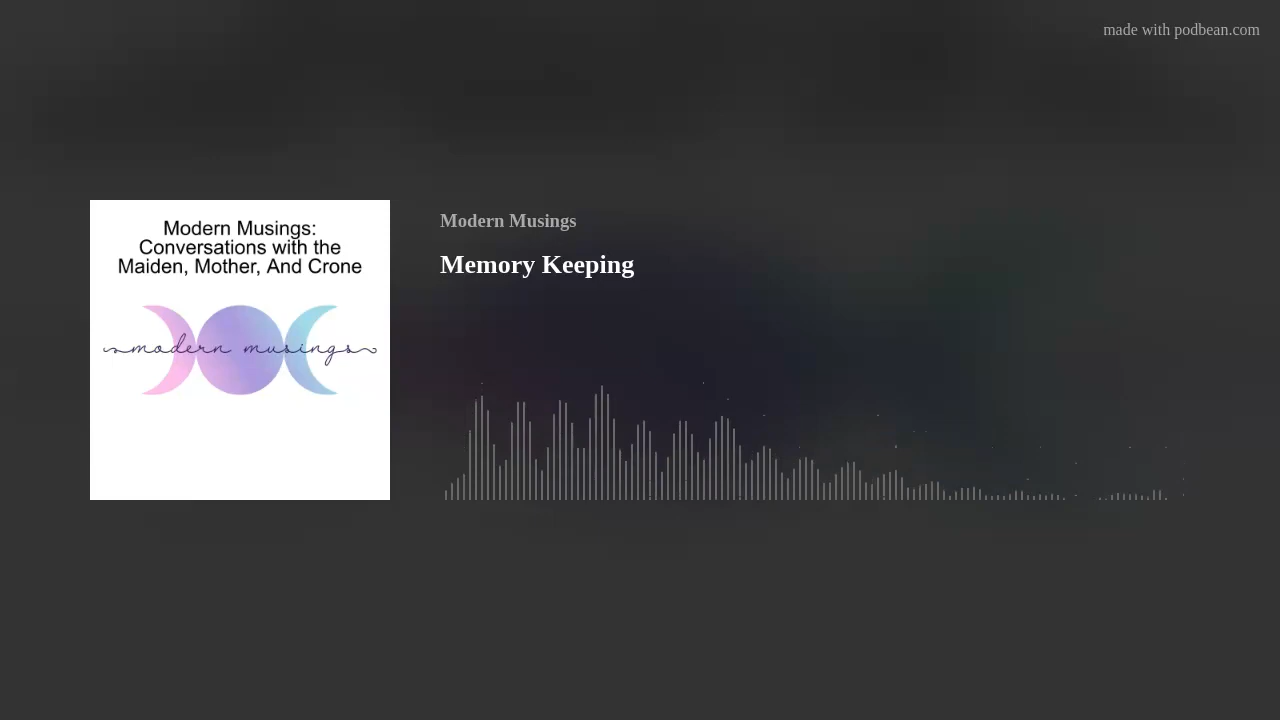 made with podbean.com
Modern Musings:
Conversations with the
Maiden, Mother, And Crone
modern musings
Modern Musings
Memory Keeping